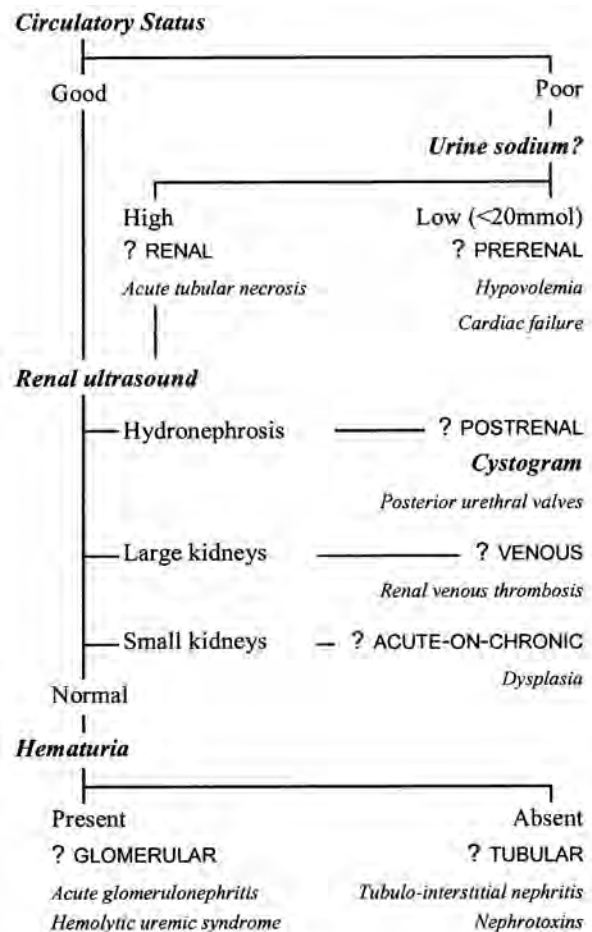 Circulatory Status
Good Poor
Urine sodium?
High Low (<20mmol)
? RENAL ? PRERENAL
Acute tubular necrosis Hypovolemia
Cardiac failure
Renal ultrasound
Hydronephrosis ? POSTRENAL
Cystogram
Posterior urethral valves
Large kidneys ? VENOUS
Renal venous thrombosis
Small kidneys ? ACUTE-ON-CHRONIC
Dysplasia
Normal
Hematuria
Present Absent
? GLOMERULAR ? TUBULAR
Acute glomerulonephritis Tubulo-interstitial nephritis
Hemolytic uremic syndrome Nephrotoxins